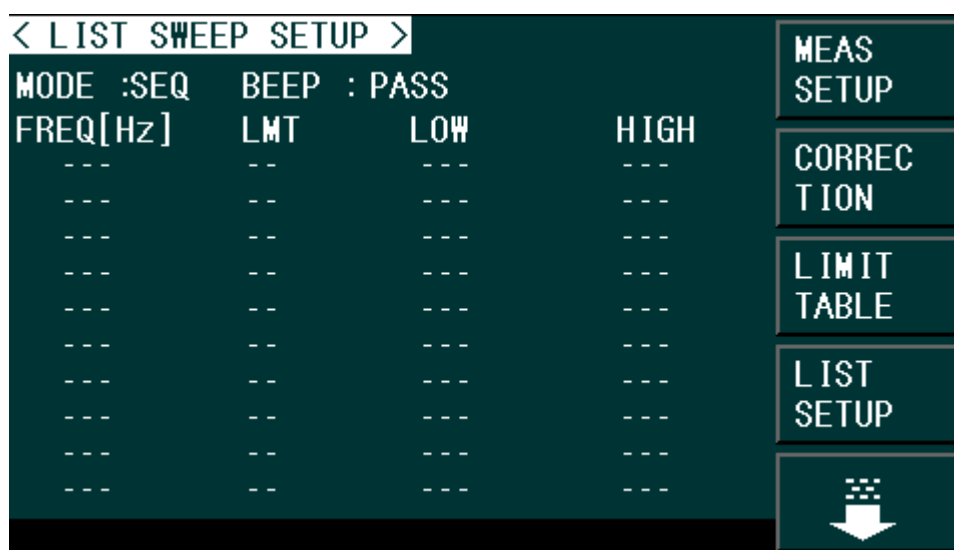 < LIST SWEEP SETUP >
MODE :SEQ BEEP : PASS
FREQ[Hz] LMT LOW HIGH
--- -- --- ---
--- -- --- ---
--- -- --- ---
--- -- --- ---
--- -- --- ---
--- -- --- ---
--- -- --- ---
--- -- --- ---
--- -- --- ---
--- -- --- ---
MEAS
SETUP
CORREC
TION
LIMIT
TABLE
LIST
SETUP